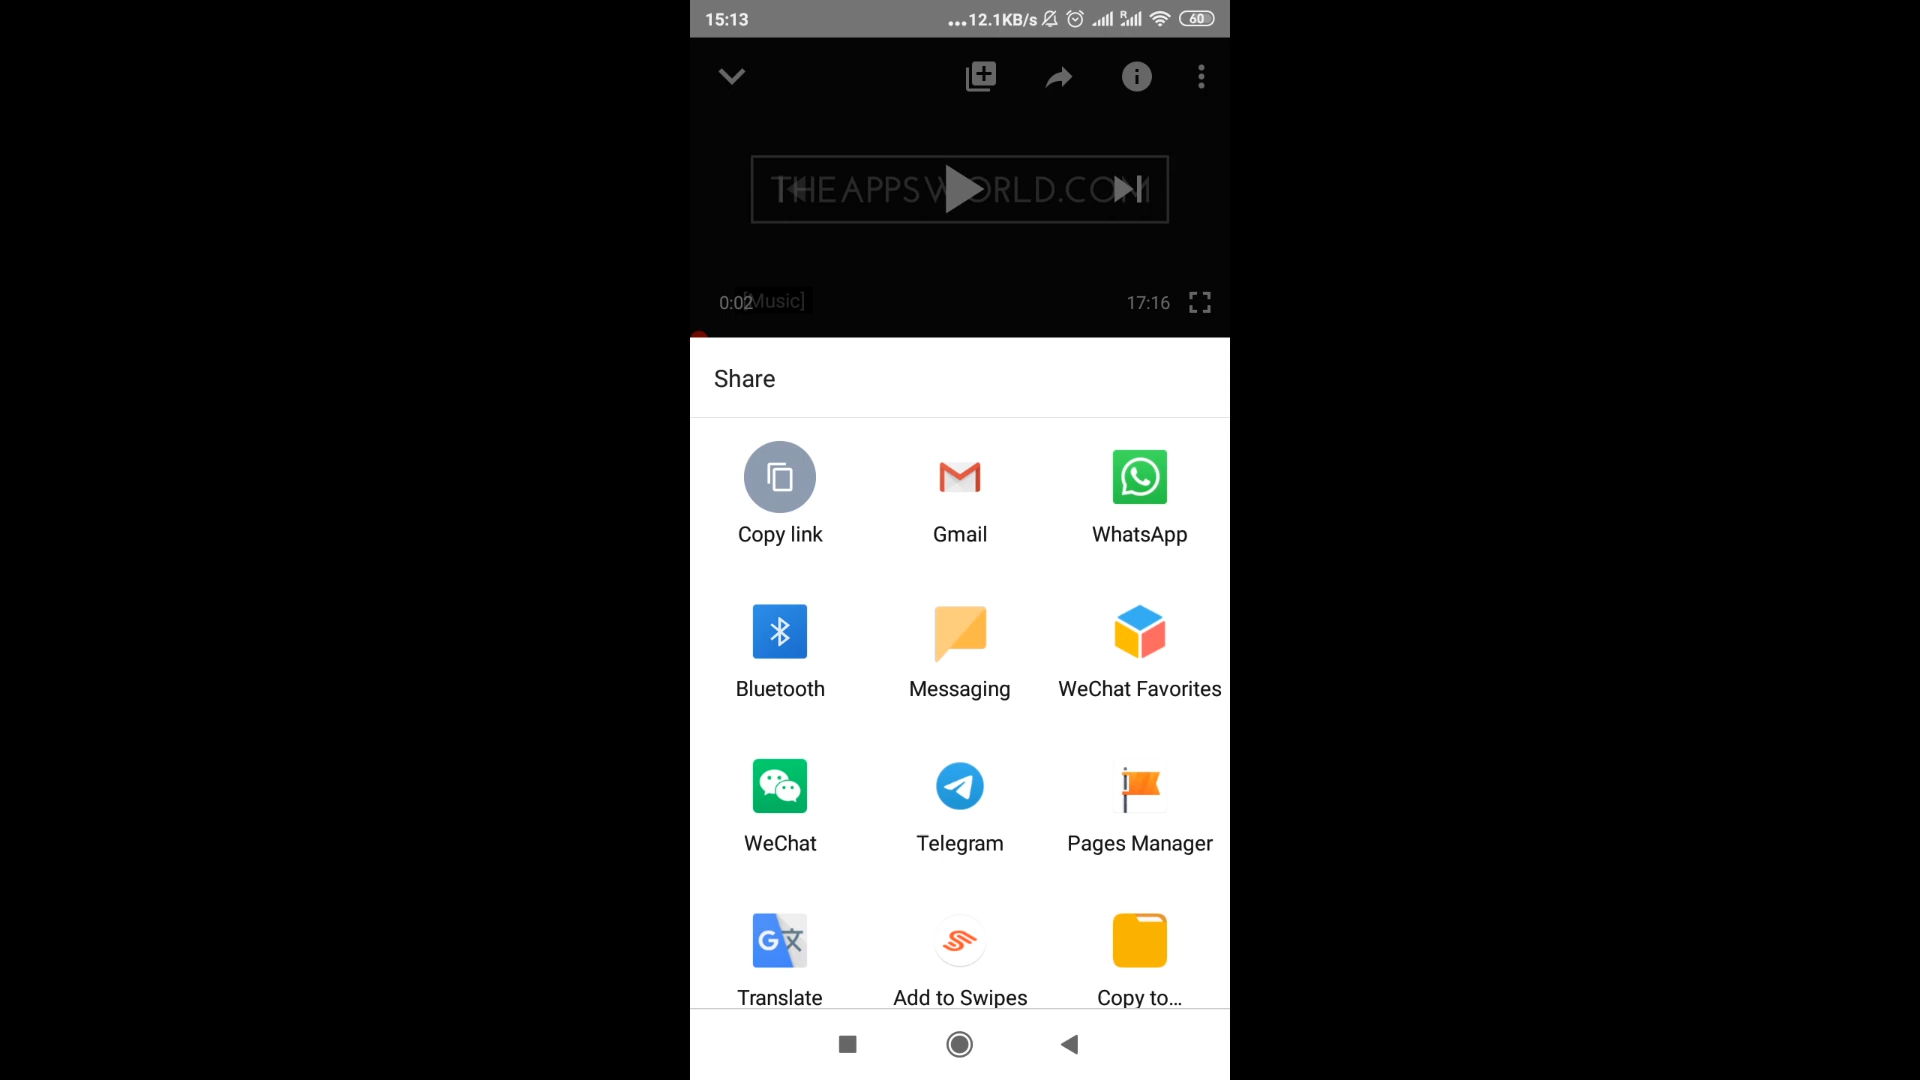 15:13
...12.1KB/s
60
THEAPPSWORLD.COM
0:02
[Music]
17:16
Share
Copy link
Gmail
WhatsApp
Bluetooth
Messaging
WeChat Favorites
WeChat
Telegram
Pages Manager
Translate
Add to Swipes
Copy to...